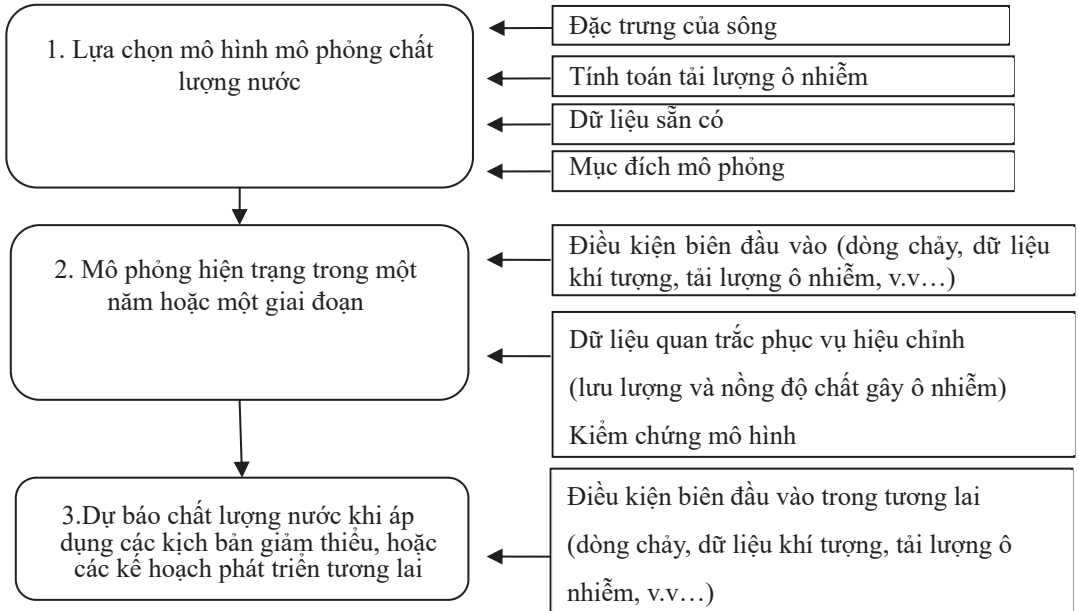 1. Lựa chọn mô hình mô phỏng chất
lượng nước
Đặc trưng của sông
Tính toán tải lượng ô nhiễm
Dữ liệu sẵn có
Mục đích mô phỏng
2. Mô phỏng hiện trạng trong một
năm hoặc một giai đoạn
Điều kiện biên đầu vào (dòng chảy, dữ liệu
khí tượng, tải lượng ô nhiễm, v.v…)
Dữ liệu quan trắc phục vụ hiệu chỉnh
(lưu lượng và nồng độ chất gây ô nhiễm)
Kiểm chứng mô hình
3.Dự báo chất lượng nước khi áp
dụng các kịch bản giảm thiểu, hoặc
các kế hoạch phát triển tương lai
Điều kiện biên đầu vào trong tương lai
(dòng chảy, dữ liệu khí tượng, tải lượng ô
nhiễm, v.v…)